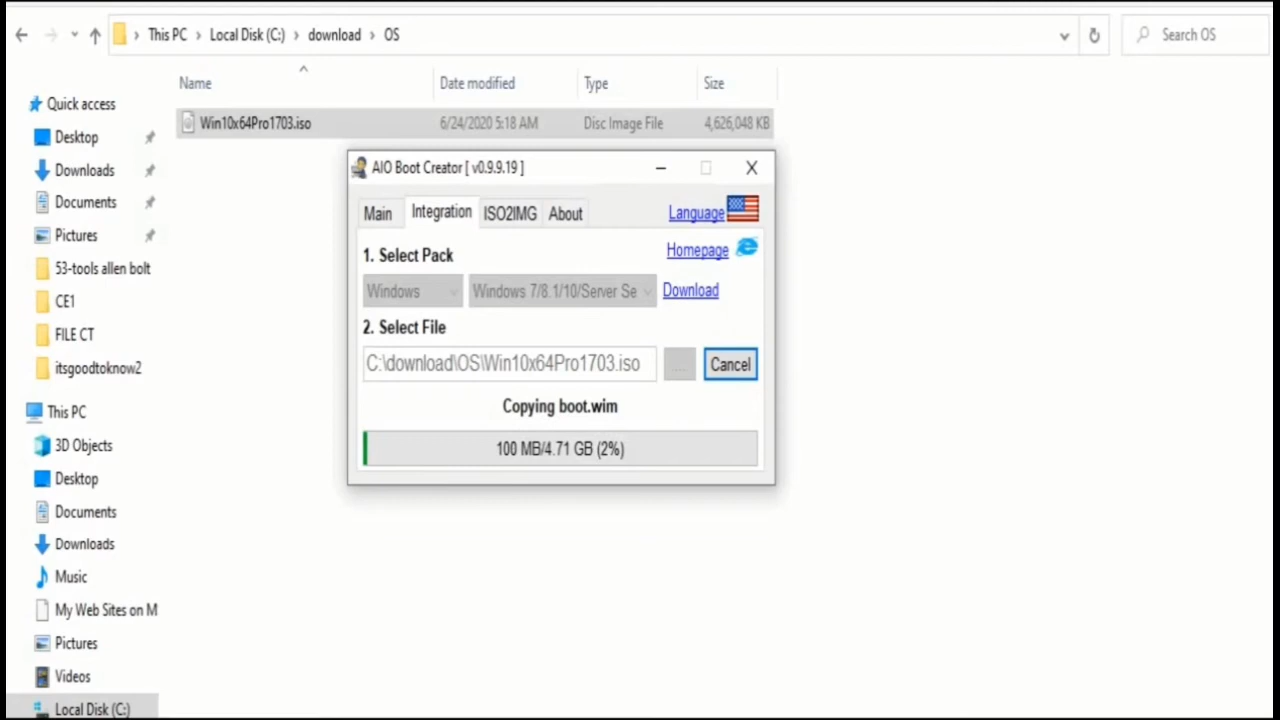 This PC > Local Disk (C:) > download > OS
Search OS
Name
Date modified
Type
Size
Win10x64Pro1703.iso
6/24/2020 5:18 AM
Disc Image File
4,626,048 KB
Quick access
Desktop
Downloads
Documents
Pictures
53-tools allen bolt
CE1
FILE CT
itsgoodtoknow2
This PC
3D Objects
Desktop
Documents
Downloads
Music
My Web Sites on M
Pictures
Videos
Local Disk (C:)
AIO Boot Creator [ v0.9.9.19 ]
Main
Integration
ISO2IMG
About
Language
Homepage
1. Select Pack
Windows
Windows 7/8.1/10/Server Se
Download
2. Select File
C:\download\OS\Win10x64Pro1703.iso
.....
Cancel
Copying boot.wim
100 MB/4.71 GB (2%)